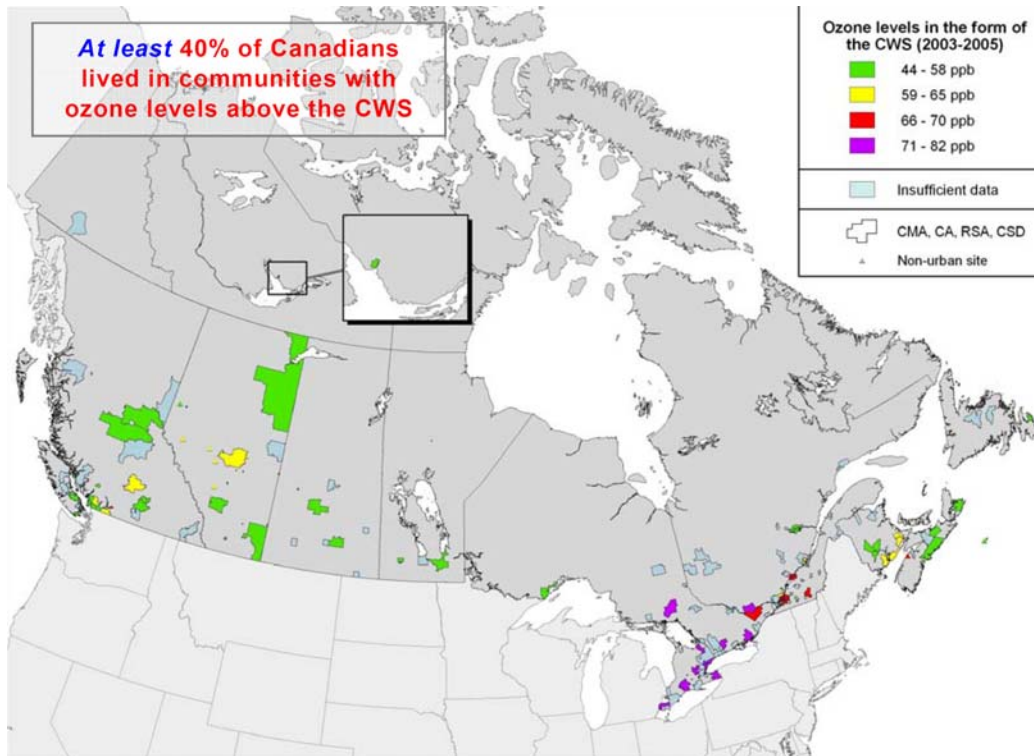 At least 40% of Canadians
lived in communities with
ozone levels above the CWS
Ozone levels in the form of
the CWS (2003-2005)
44 - 58 ppb
59 - 65 ppb
66 - 70 ppb
71 - 82 ppb
Insufficient data
CMA, CA, RSA, CSD
Non-urban site